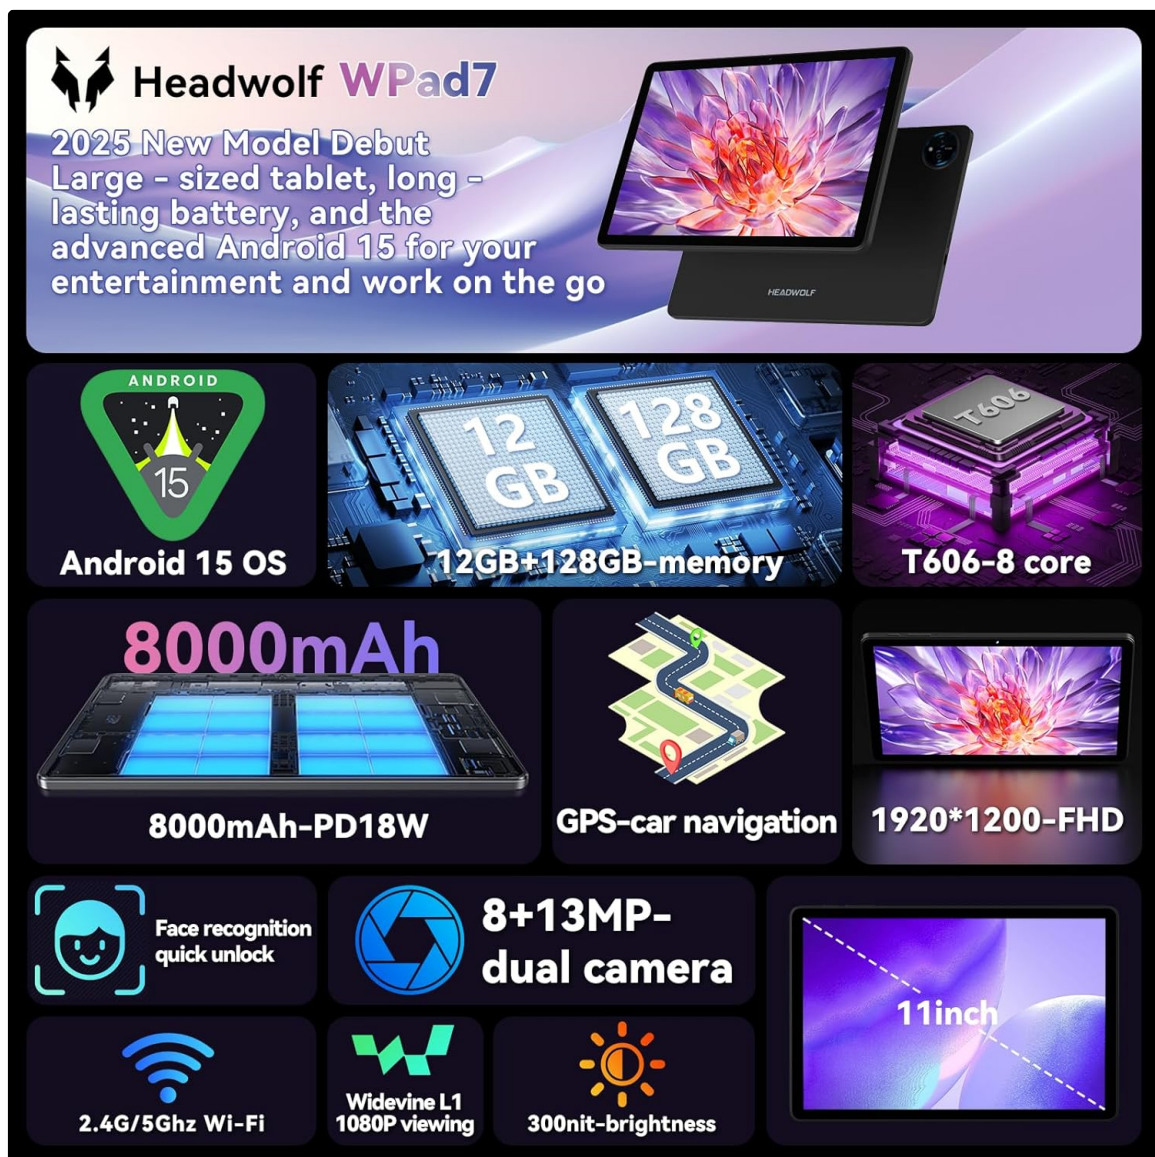 Headwolf WPad7
2025 New Model Debut
Large - sized tablet, long -
lasting battery, and the
advanced Android 15 for your
entertainment and work on the go
HEADWOLF
ANDROID
15
Android 15 OS
12
GB
128
GB
12GB+128GB-memory
T606
T606-8 core
8000mAh
8000mAh-PD18W
GPS-car navigation
1920*1200-FHD
Face recognition
quick unlock
8+13MP-
dual camera
11inch
2.4G/5Ghz Wi-Fi
Widevine L1
1080P viewing
300nit-brightness